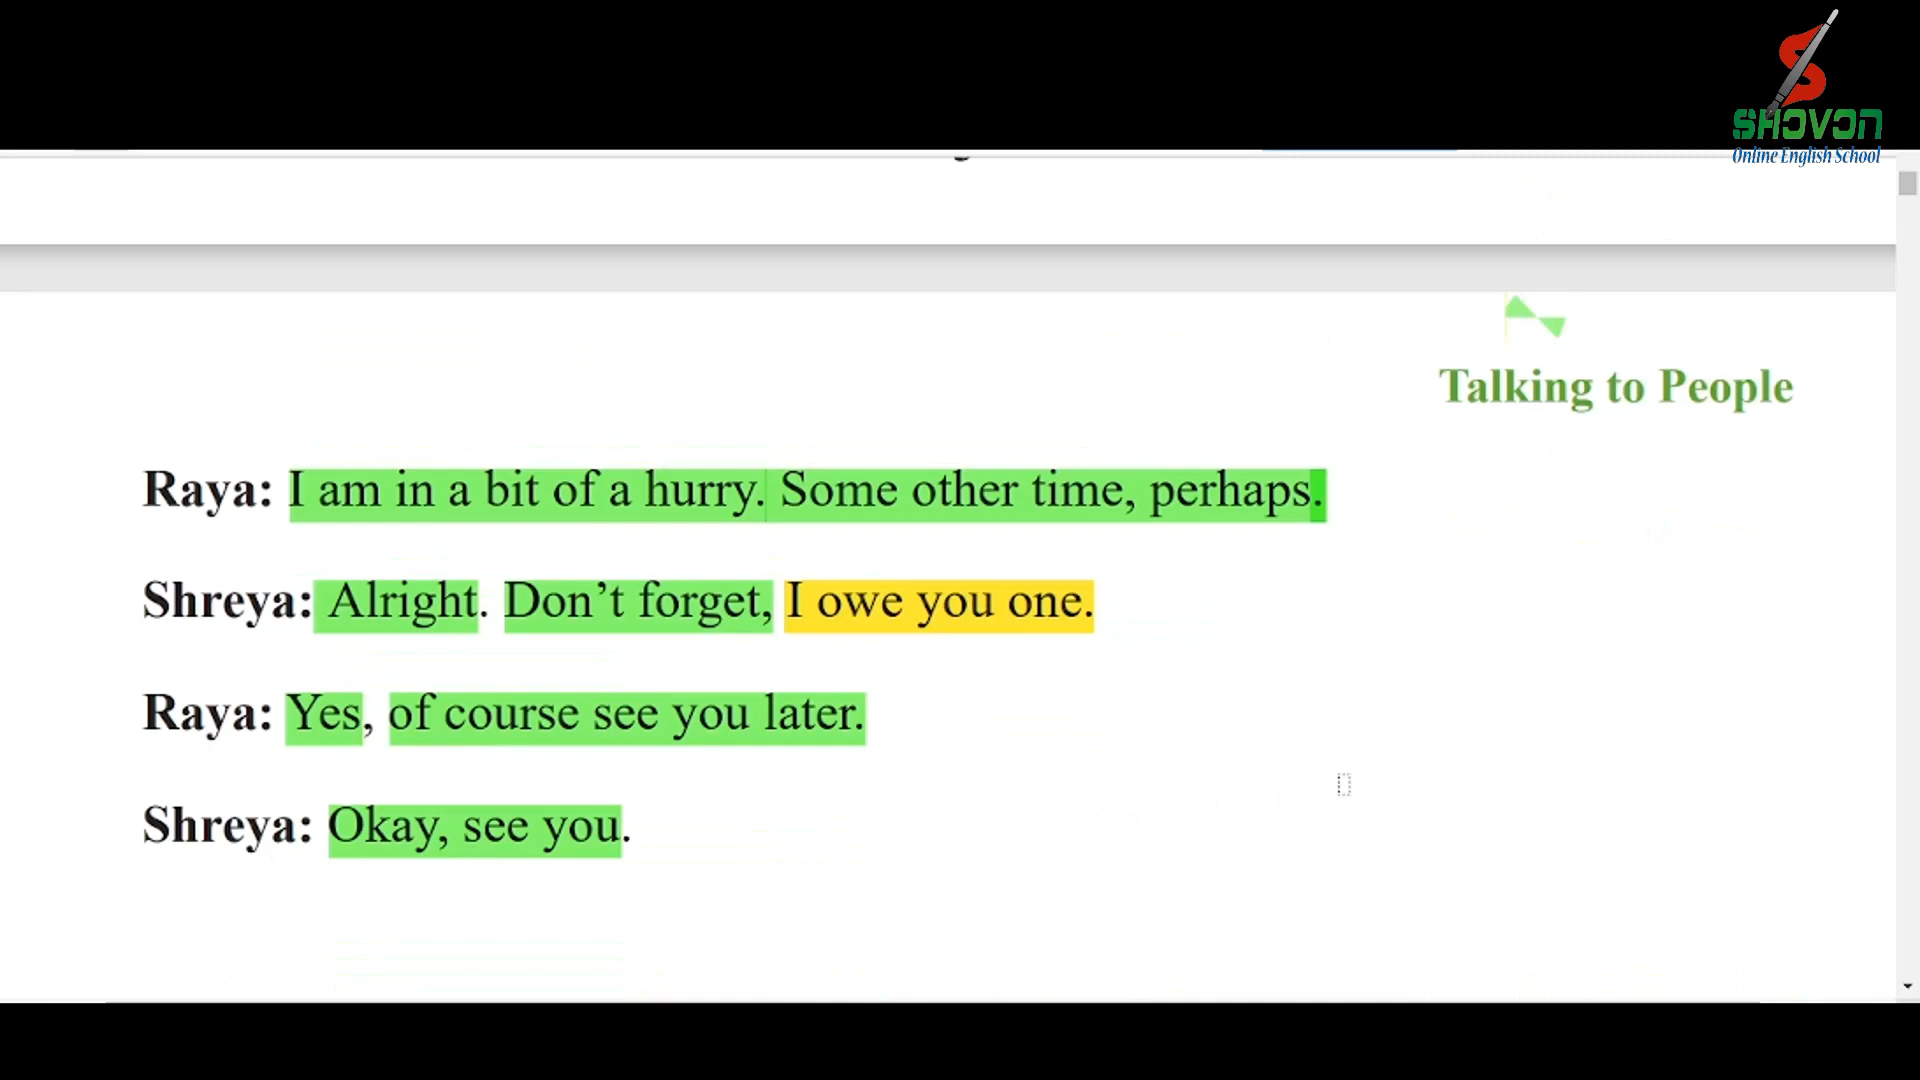 SHOVON
Online English School
Talking to People
Raya: I am in a bit of a hurry. Some other time, perhaps.
Shreya: Alright. Don’t forget, I owe you one.
Raya: Yes, of course see you later.
Shreya: Okay, see you.